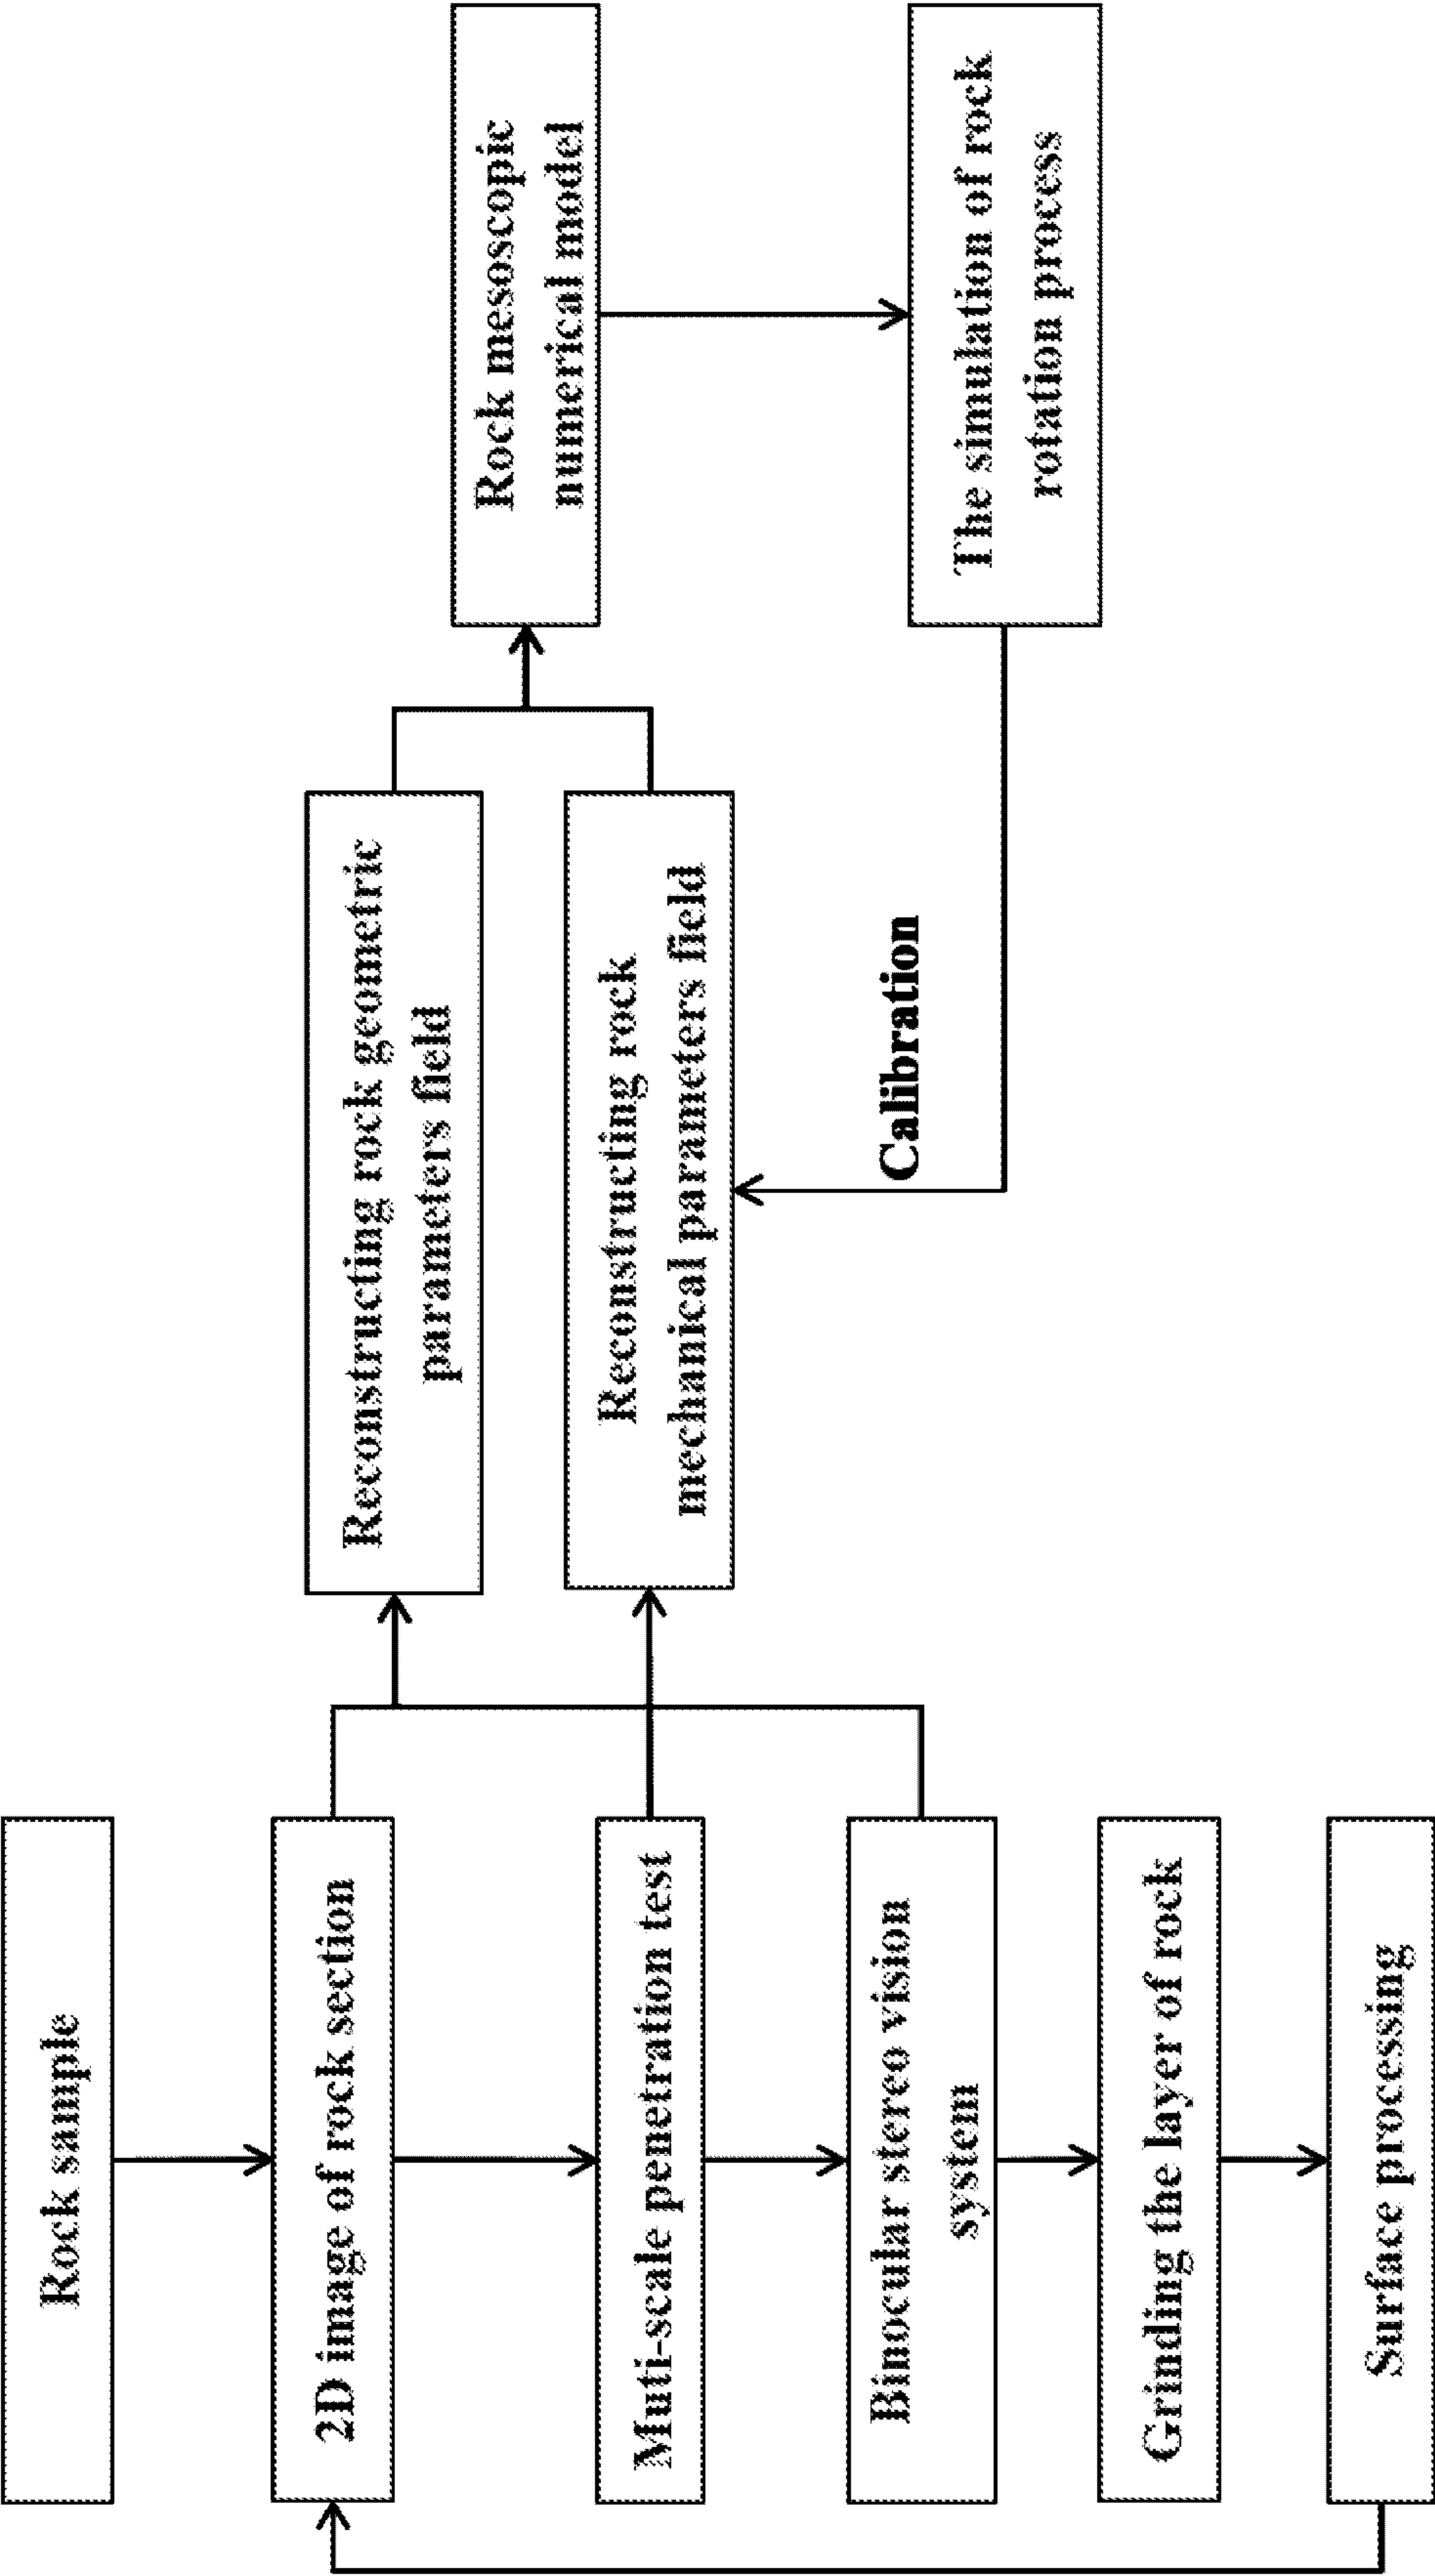 Rock sample
2D image of rock section
Muti-scale penetration test
Binocular stereo vision
system
Grinding the layer of rock
Surface processing
Reconstructing rock geometric
parameters field
Reconstructing rock
mechanical parameters field
Calibration
Rock mesoscopic
numerical model
The simulation of rock
rotation process